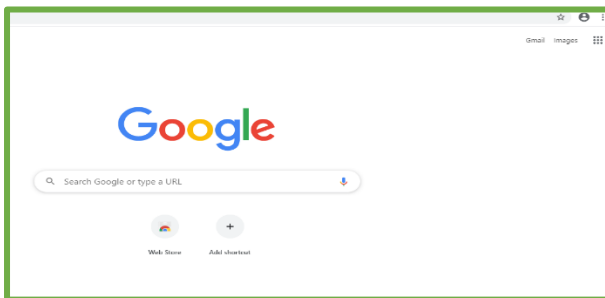 Gmail Images
Google
Search Google or type a URL
Web Store Add shortcut